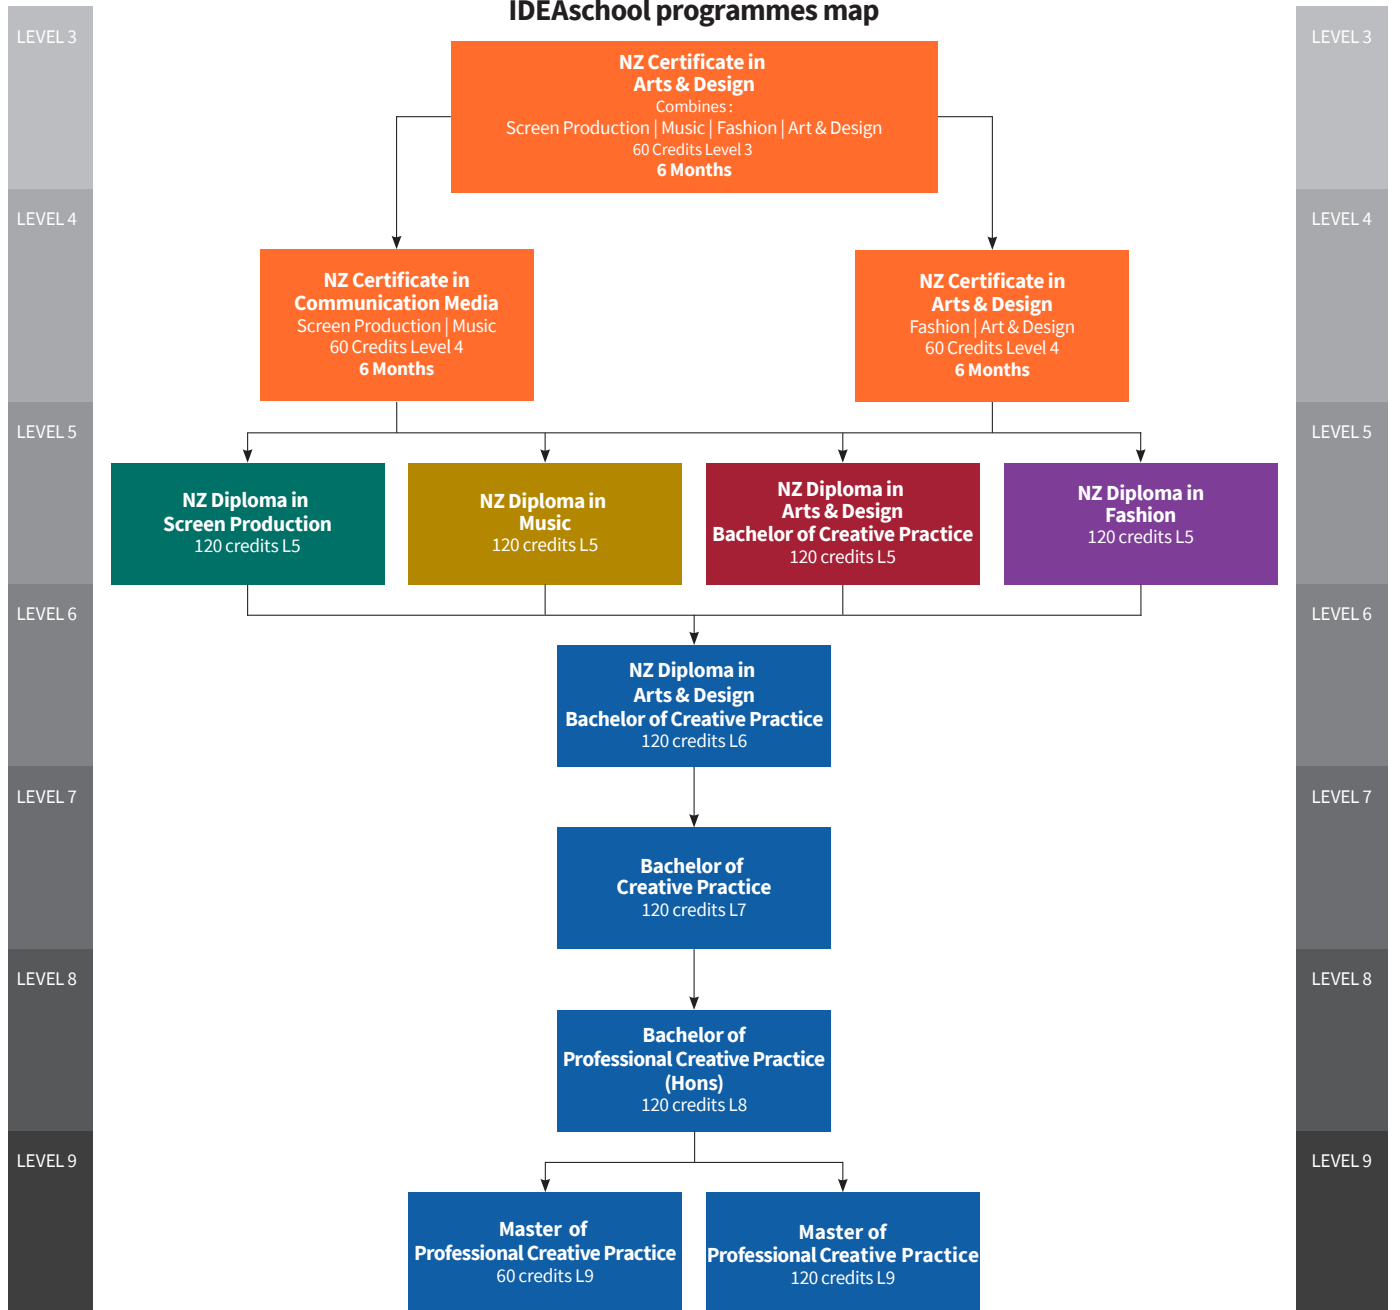 IDEAschool programmes map
LEVEL 3
LEVEL 3
NZ Certificate in
Arts & Design
Combines :
Screen Production | Music | Fashion | Art & Design
60 Credits Level 3
6 Months
LEVEL 4
LEVEL 4
NZ Certificate in
Communication Media
Screen Production | Music
60 Credits Level 4
6 Months
NZ Certificate in
Arts & Design
Fashion | Art & Design
60 Credits Level 4
6 Months
LEVEL 5
LEVEL 5
NZ Diploma in
Screen Production
120 credits L5
NZ Diploma in
Music
120 credits L5
NZ Diploma in
Arts & Design
Bachelor of Creative Practice
120 credits L5
NZ Diploma in
Fashion
120 credits L5
LEVEL 6
LEVEL 6
NZ Diploma in
Arts & Design
Bachelor of Creative Practice
120 credits L6
LEVEL 7
LEVEL 7
Bachelor of
Creative Practice
120 credits L7
LEVEL 8
LEVEL 8
Bachelor of
Professional Creative Practice
(Hons)
120 credits L8
LEVEL 9
LEVEL 9
Master of
Professional Creative Practice
60 credits L9
Master of
Professional Creative Practice
120 credits L9